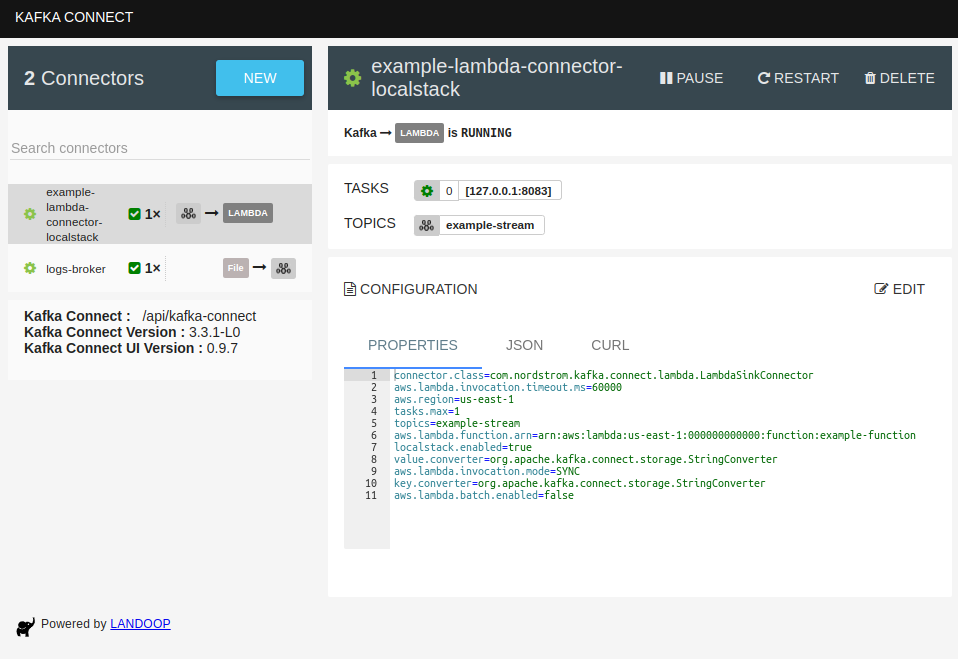 KAFKA CONNECT
2 Connectors
NEW
Search connectors
example-
lambda-
connector-
localstack
1×
LAMBDA
logs-broker
1×
File
Kafka Connect : /api/kafka-connect
Kafka Connect Version : 3.3.1-L0
Kafka Connect UI Version : 0.9.7
example-lambda-connector-
localstack
PAUSE
RESTART
DELETE
Kafka LAMBDA is RUNNING
TASKS 0 [127.0.0.1:8083]
TOPICS example-stream
CONFIGURATION
EDIT
PROPERTIES JSON CURL
1 connector.class=com.nordstrom.kafka.connect.lambda.LambdaSinkConnector
2 aws.lambda.invocation.timeout.ms=60000
3 aws.region=us-east-1
4 tasks.max=1
5 topics=example-stream
6 aws.lambda.function.arn=arn:aws:lambda:us-east-1:000000000000:function:example-function
7 localstack.enabled=true
8 value.converter=org.apache.kafka.connect.storage.StringConverter
9 aws.lambda.invocation.mode=SYNC
10 key.converter=org.apache.kafka.connect.storage.StringConverter
11 aws.lambda.batch.enabled=false
Powered by LANDOOP